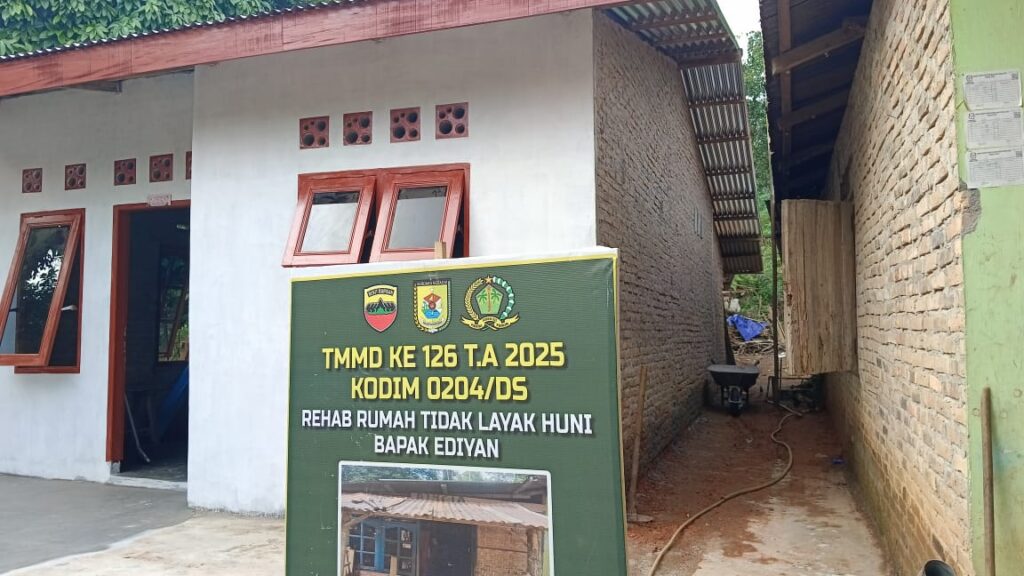 TMMD KE 126 T.A 2025
KODIM 0204/DS
REHAB RUMAH TIDAK LAYAK HUNI
BAPAK EDIYAN